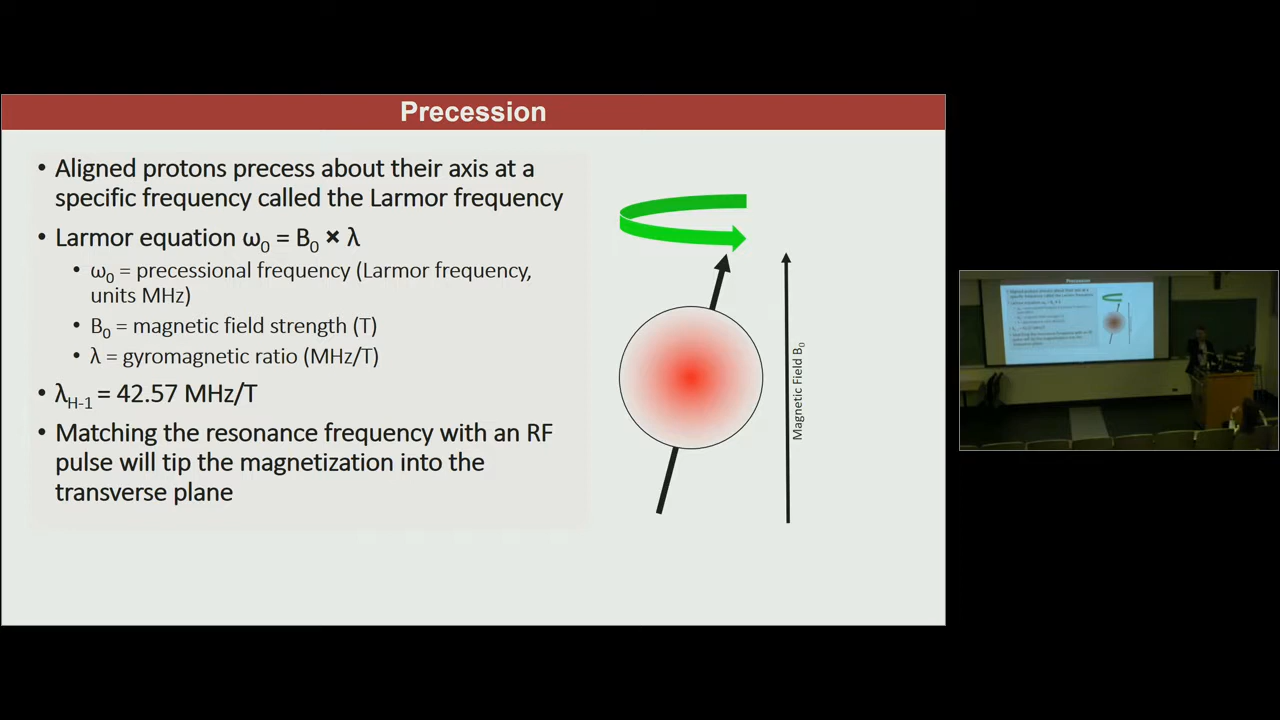 Precession
• Aligned protons precess about their axis at a
specific frequency called the Larmor frequency
• Larmor equation ω₀ = B₀ × λ
• ω₀ = precessional frequency (Larmor frequency,
units MHz)
• B₀ = magnetic field strength (T)
• λ = gyromagnetic ratio (MHz/T)
• λH-1 = 42.57 MHz/T
• Matching the resonance frequency with an RF
pulse will tip the magnetization into the
transverse plane
Magnetic Field B₀